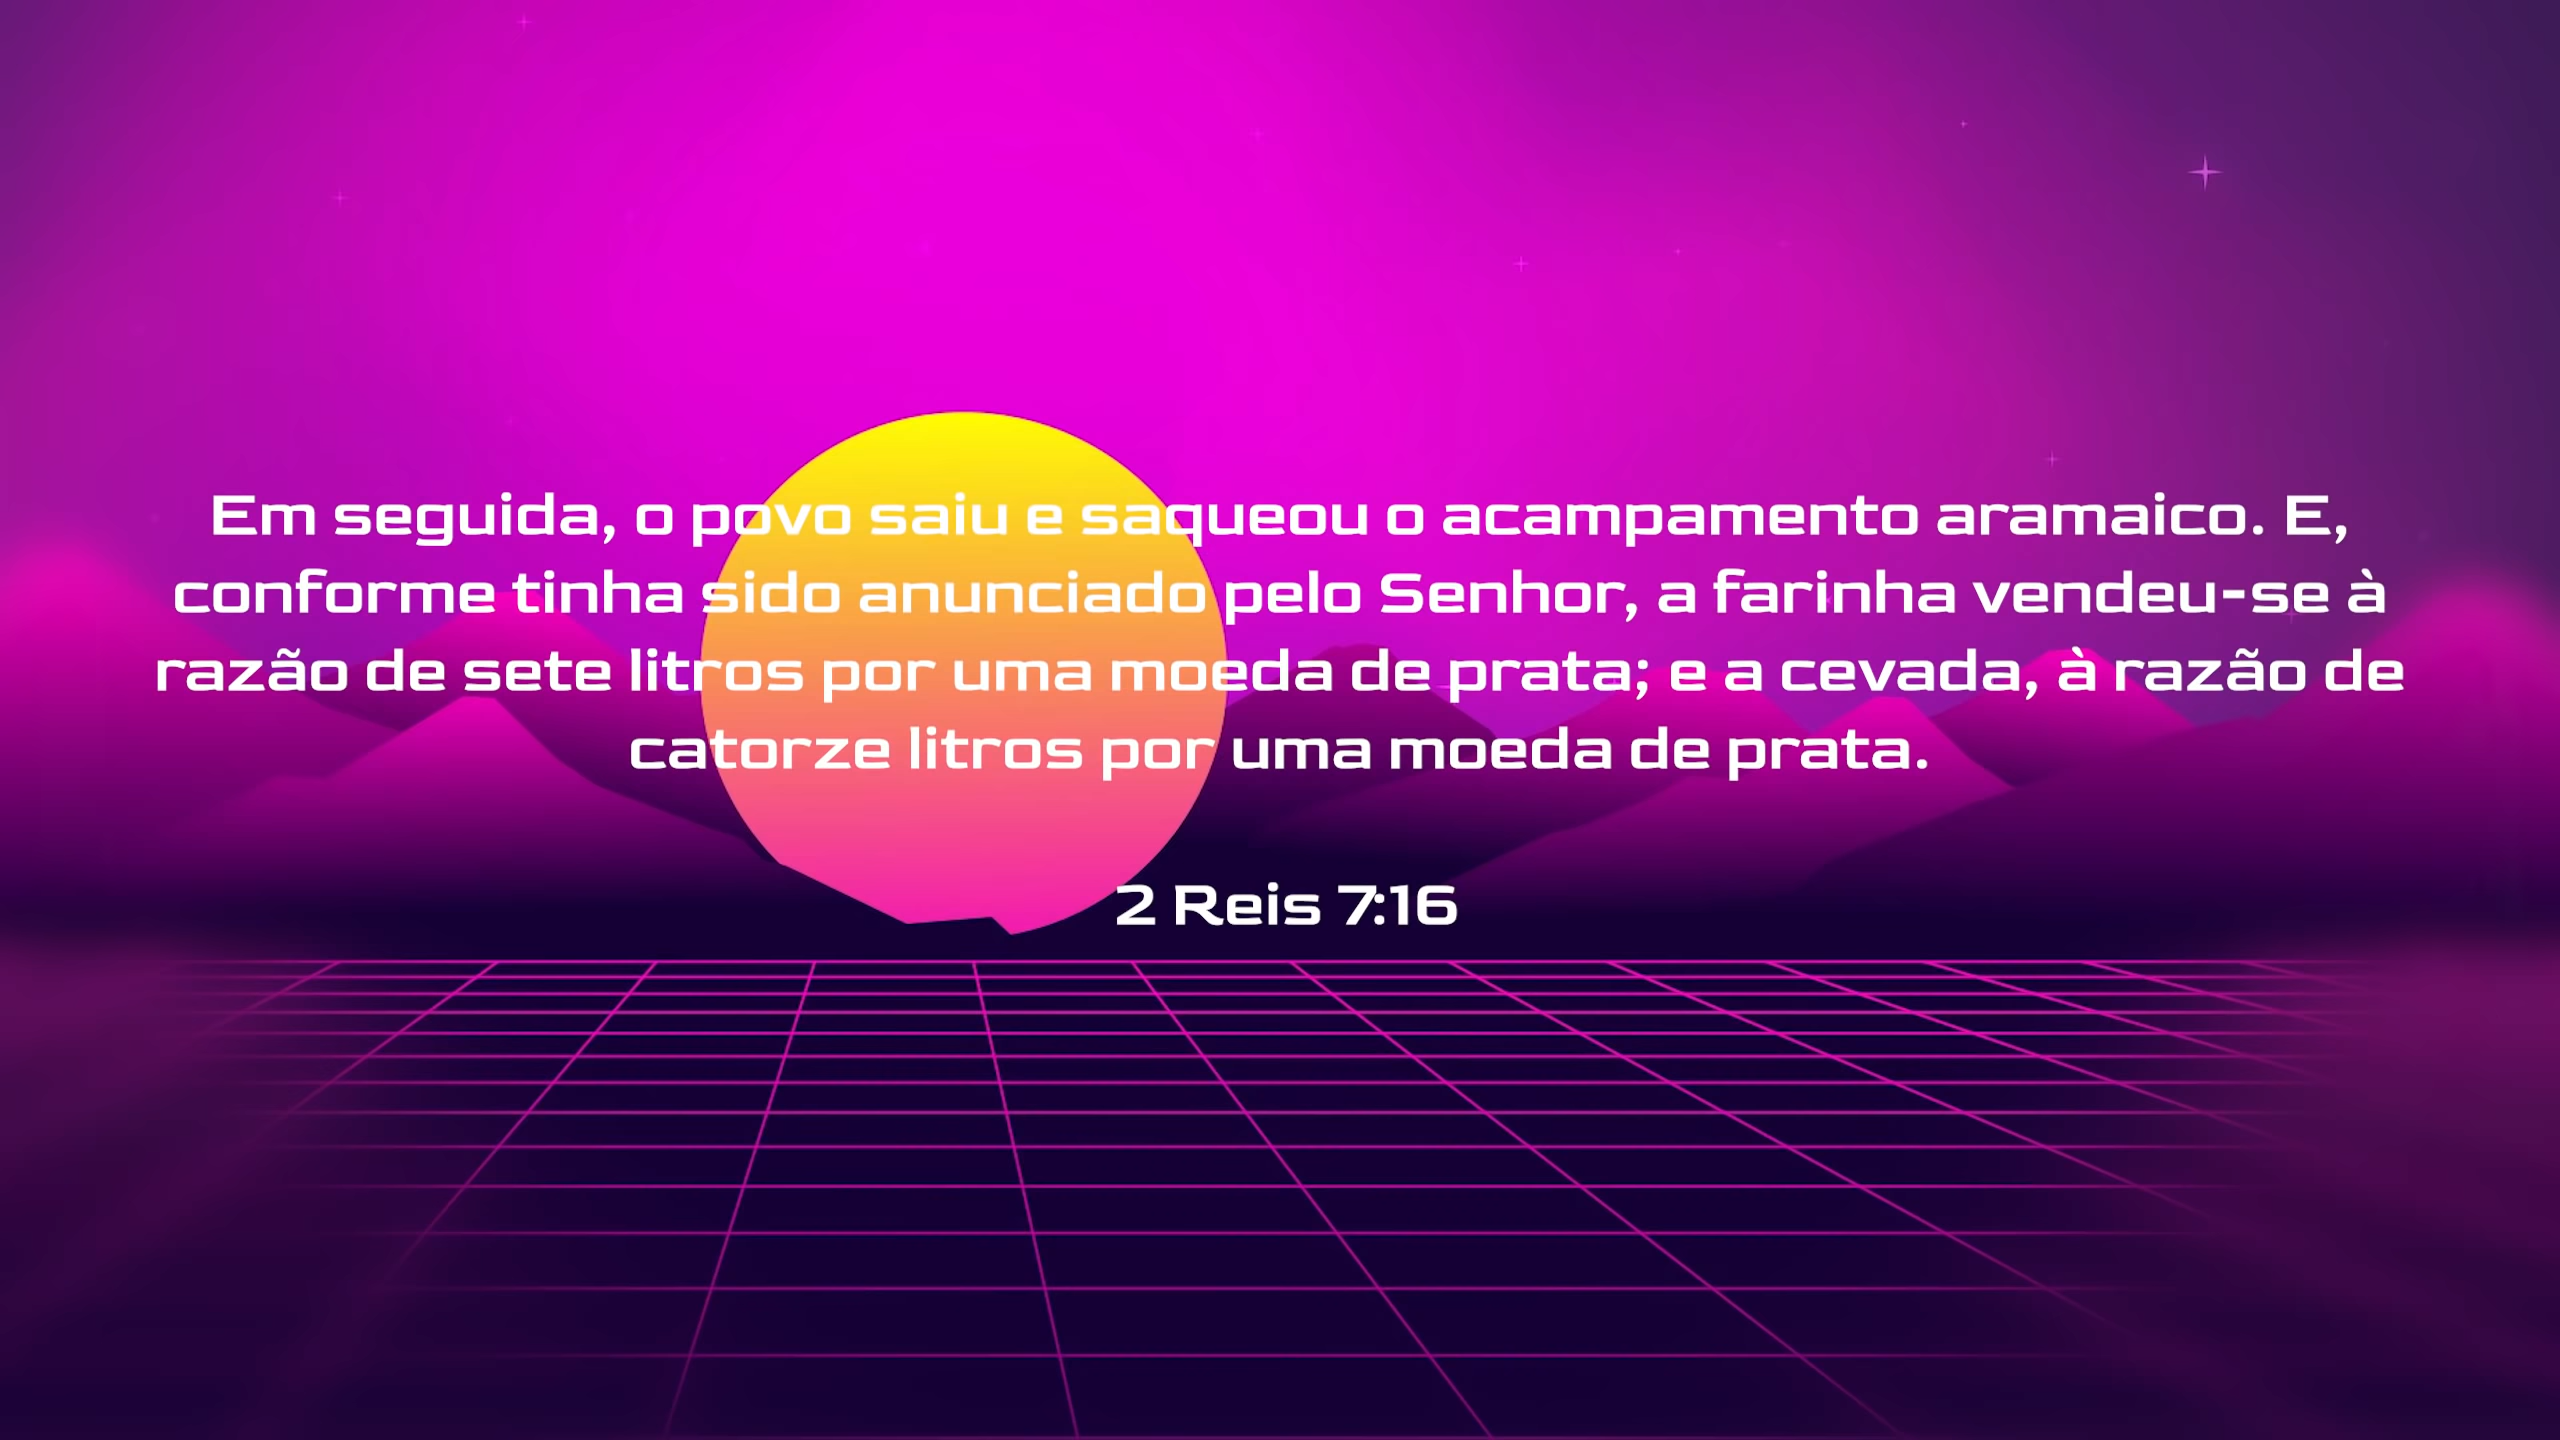 Em seguida, o povo saiu e saqueou o acampamento aramaico. E,
conforme tinha sido anunciado pelo Senhor, a farinha vendeu-se à
razão de sete litros por uma moeda de prata; e a cevada, à razão de
catorze litros por uma moeda de prata.
2 Reis 7:16